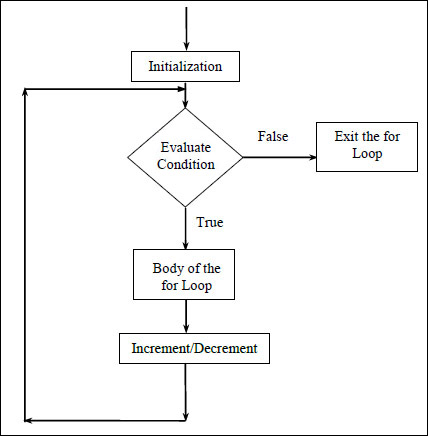 Initialization
Evaluate
Condition
False
Exit the for
Loop
True
Body of the
for Loop
Increment/Decrement